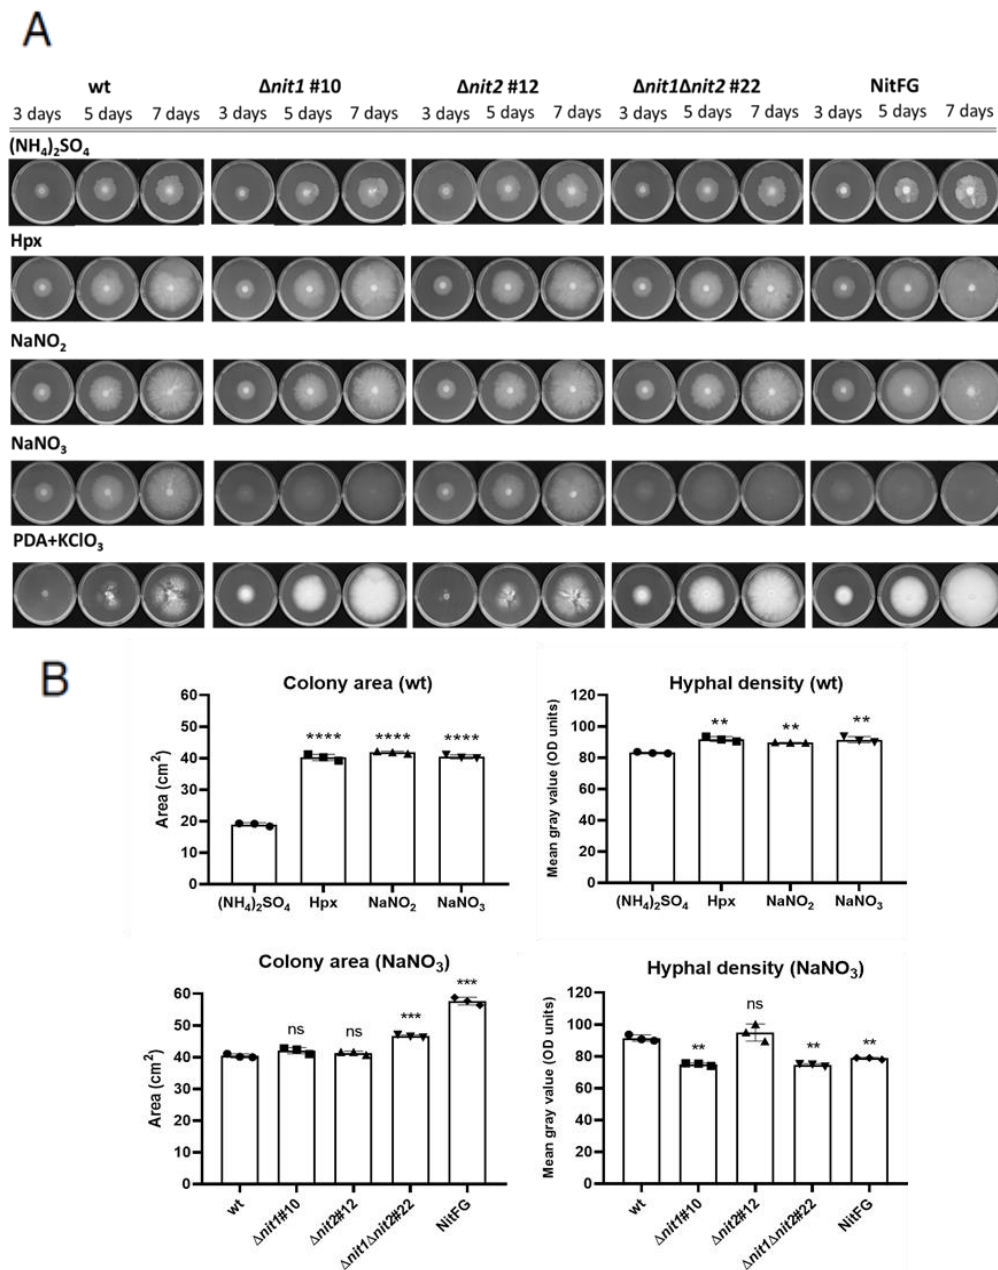 A
wt Δnit1 #10 Δnit2 #12 Δnit1Δnit2 #22 NitFG
3 days 5 days 7 days 3 days 5 days 7 days 3 days 5 days 7 days 3 days 5 days 7 days 3 days 5 days 7 days
(NH₄)₂SO₄
Hpx
NaNO₂
NaNO₃
PDA+KClO₃
B
Colony area (wt)
Area (cm²)
60
50
40
30
20
10
0
**** **** ****
(NH₄)₂SO₄ Hpx NaNO₂ NaNO₃
Hyphal density (wt)
Mean gray value (OD units)
120
100
80
60
40
20
0
** ** **
(NH₄)₂SO₄ Hpx NaNO₂ NaNO₃
Colony area (NaNO₃)
Area (cm²)
60
50
40
30
20
10
0
ns ns *** ***
wt Δnit1#10 Δnit2#12 Δnit1Δnit2#22 NitFG
Hyphal density (NaNO₃)
Mean gray value (OD units)
120
100
80
60
40
20
0
** ns ** **
wt Δnit1#10 Δnit2#12 Δnit1Δnit2#22 NitFG